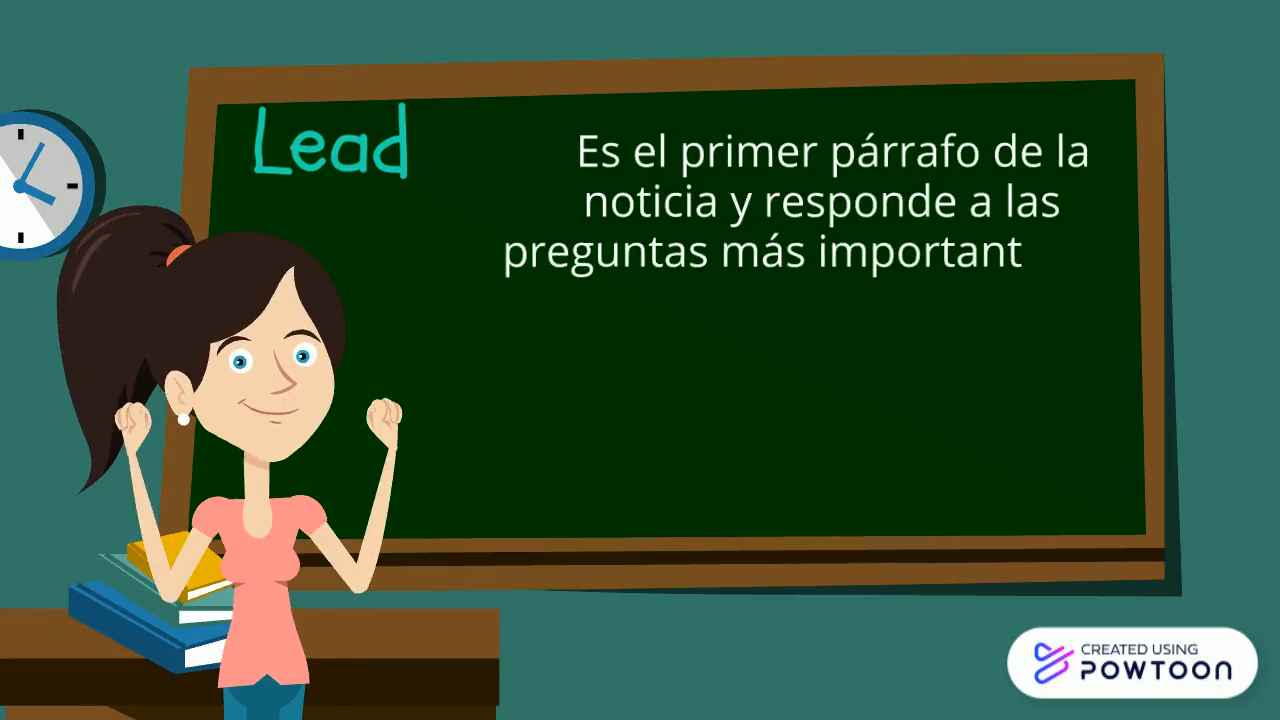 Lead
Es el primer párrafo de la
noticia y responde a las
preguntas más important
CREATED USING
POWTOON